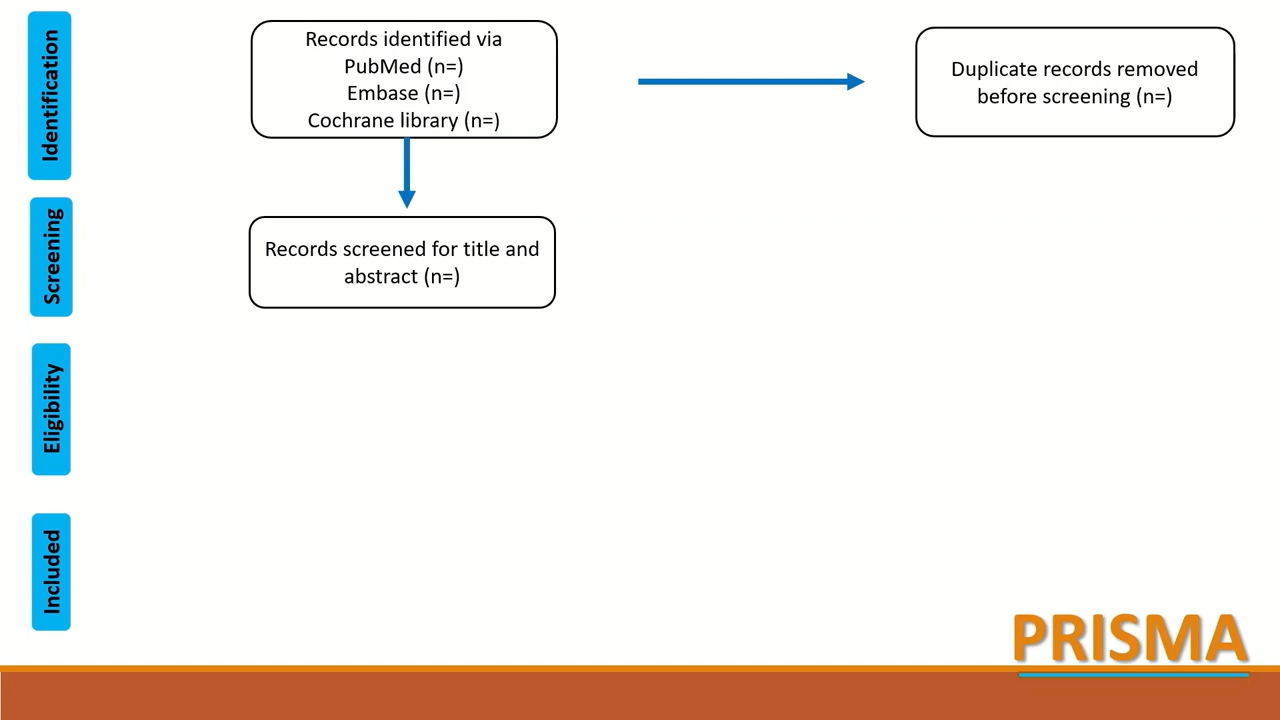 Identification
Records identified via
PubMed (n=)
Embase (n=)
Cochrane library (n=)
Duplicate records removed
before screening (n=)
Screening
Records screened for title and
abstract (n=)
Eligibility
Included
PRISMA